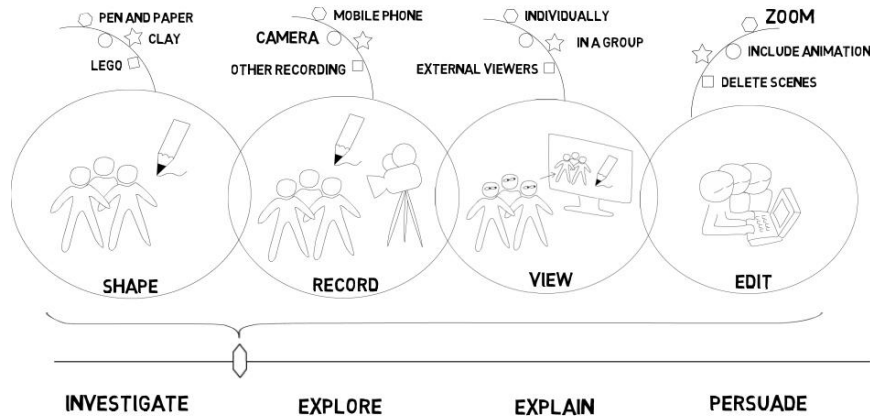 PEN AND PAPER
CLAY
LEGO
MOBILE PHONE
CAMERA
OTHER RECORDING
INDIVIDUALLY
IN A GROUP
EXTERNAL VIEWERS
ZOOM
INCLUDE ANIMATION
DELETE SCENES
SHAPE
RECORD
VIEW
EDIT
INVESTIGATE
EXPLORE
EXPLAIN
PERSUADE